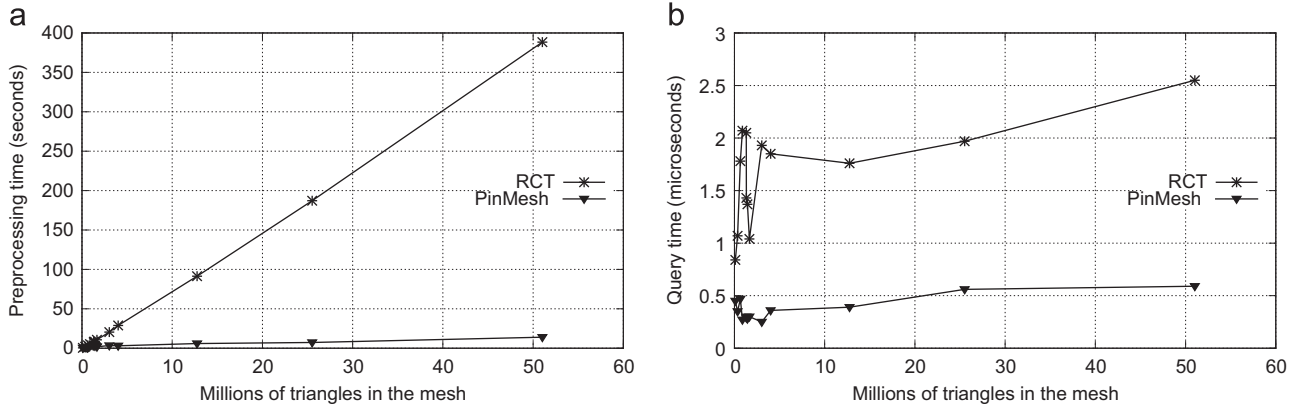 a
400
350
300
250
200
150
100
50
0
Preprocessing time (seconds)
RCT
PinMesh
0 10 20 30 40 50 60
Millions of triangles in the mesh
b
3
2.5
2
1.5
1
0.5
0
Query time (microseconds)
RCT
PinMesh
0 10 20 30 40 50 60
Millions of triangles in the mesh